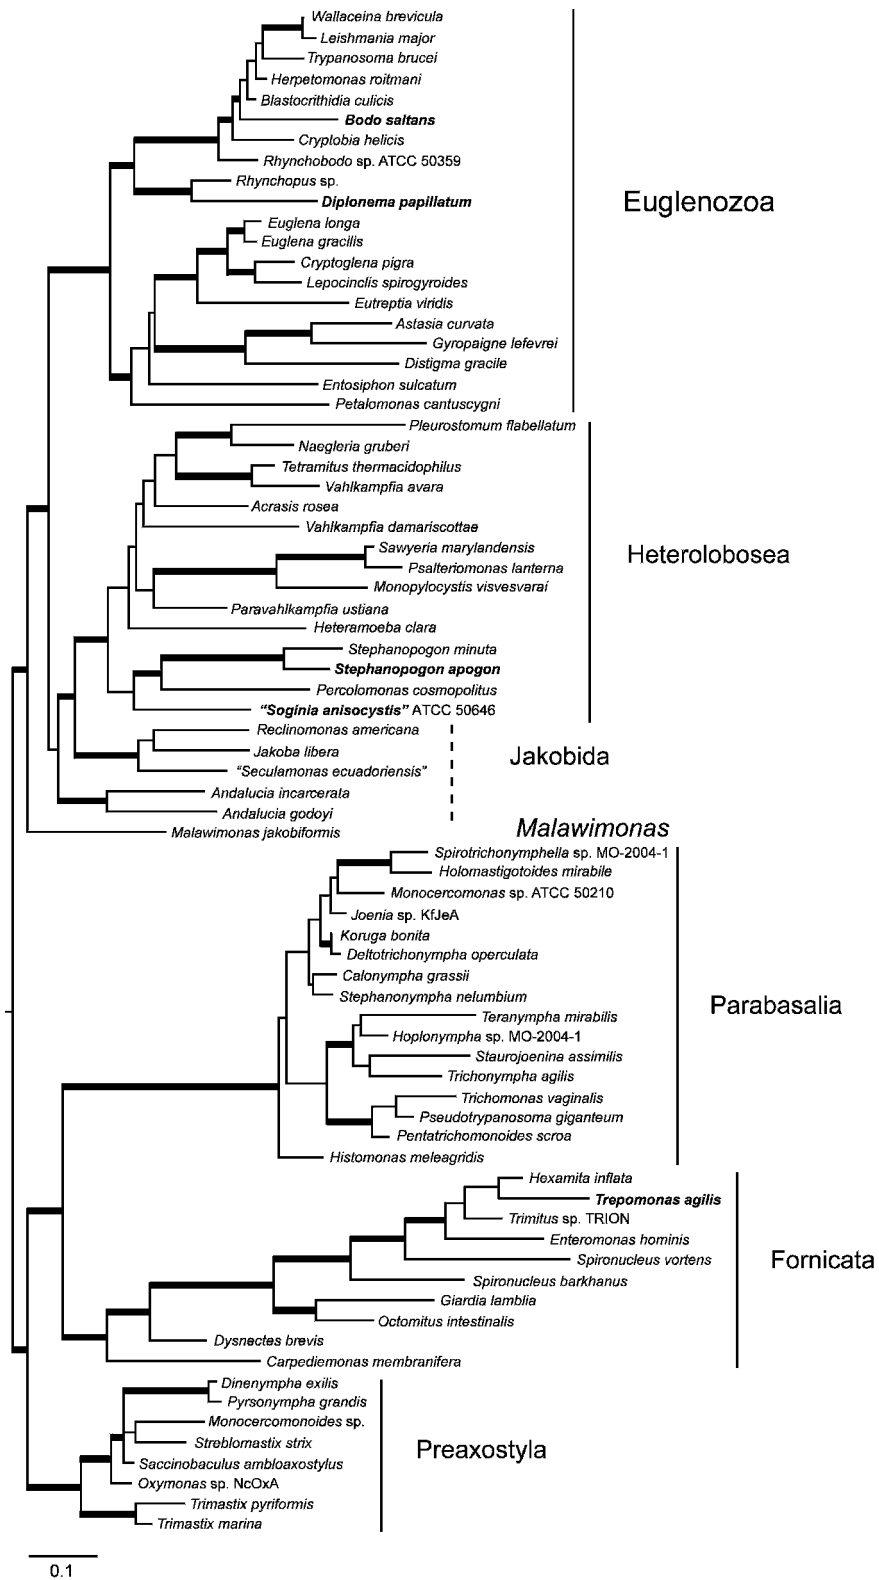 Wallaceina brevicula
Leishmania major
Trypanosoma brucei
Herpetomonas roitmani
Blastocrithidia culicis
Bodo saltans
Cryptobia helicis
Rhynchobodo sp. ATCC 50359
Rhynchopus sp.
Diplonema papillatum
Euglenozoa
Euglena longa
Euglena gracilis
Cryptoglena pigra
Lepocinclis spirogyroides
Eutreptia viridis
Astasia curvata
Gyropaigne lefevrei
Distigma gracile
Entosiphon sulcatum
Petalomonas cantuscygni
Pleurostomum flabellatum
Naegleria gruberi
Tetramitus thermacidophilus
Vahlkampfia avara
Acrasis rosea
Vahlkampfia damariscottae
Sawyeria marylandensis
Heterolobosea
Psalteriomonas lanterna
Monopylocystis visvesvarai
Paravahlkampfia ustiana
Heteramoeba clara
Stephanopogon minuta
Stephanopogon apogon
Percolomonas cosmopolitus
“Soginia anisocystis” ATCC 50646
Reclinomonas americana
Jakoba libera
Jakobida
“Seculamonas ecuadoriensis”
Andalucia incarcerata
Andalucia godoyi
Malawimonas jakobiformis
Malawimonas
Spirotrichonymphella sp. MO-2004-1
Holomastigotoides mirabile
Monocercomonas sp. ATCC 50210
Joenia sp. KfJeA
Koruga bonita
Deltotrichonympha operculata
Calonympha grassii
Stephanonympha nelumbium
Parabasalia
Teranympha mirabilis
Hoplonympha sp. MO-2004-1
Staurojoenina assimilis
Trichonympha agilis
Trichomonas vaginalis
Pseudotrypanosoma giganteum
Pentatrichomonoides scroa
Histomonas meleagridis
Hexamita inflata
Trepomonas agilis
Trimitus sp. TRION
Enteromonas hominis
Spironucleus vortens
Fornicata
Spironucleus barkhanus
Giardia lamblia
Octomitus intestinalis
Dysnectes brevis
Carpediemonas membranifera
Dinenympha exilis
Pyrsonympha grandis
Monocercomonoides sp.
Streblomastix strix
Preaxostyla
Saccinobaculus ambloaxostylus
Oxymonas sp. NcOxA
Trimastix pyriformis
Trimastix marina
0.1